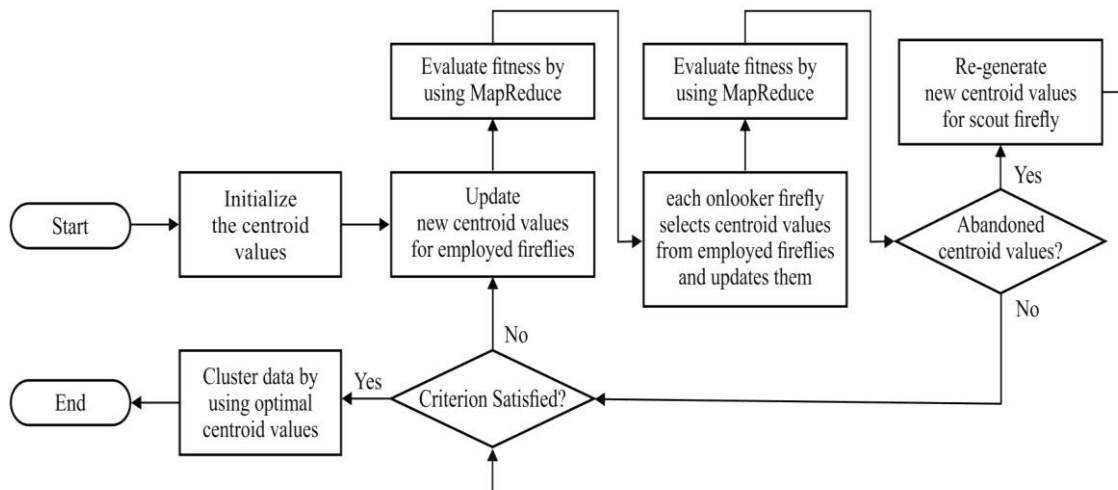 Start
Initialize
the centroid
values
Update
new centroid values
for employed fireflies
Evaluate fitness by
using MapReduce
each onlooker firefly
selects centroid values
from employed fireflies
and updates them
Evaluate fitness by
using MapReduce
Abandoned
centroid values?
Yes
Re-generate
new centroid values
for scout firefly
No
Criterion Satisfied?
No
Yes
Cluster data by
using optimal
centroid values
End